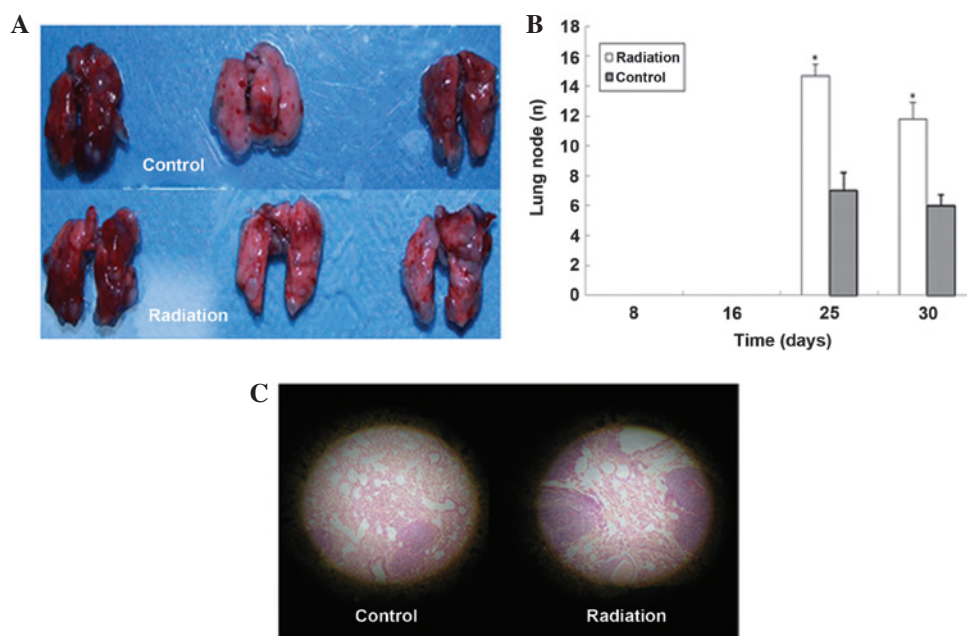 A
Control
Radiation
B
Lung node (n)
18
16
14
12
10
8
6
4
2
0
Radiation
Control
*
*
8 16 25 30
Time (days)
C
Control Radiation